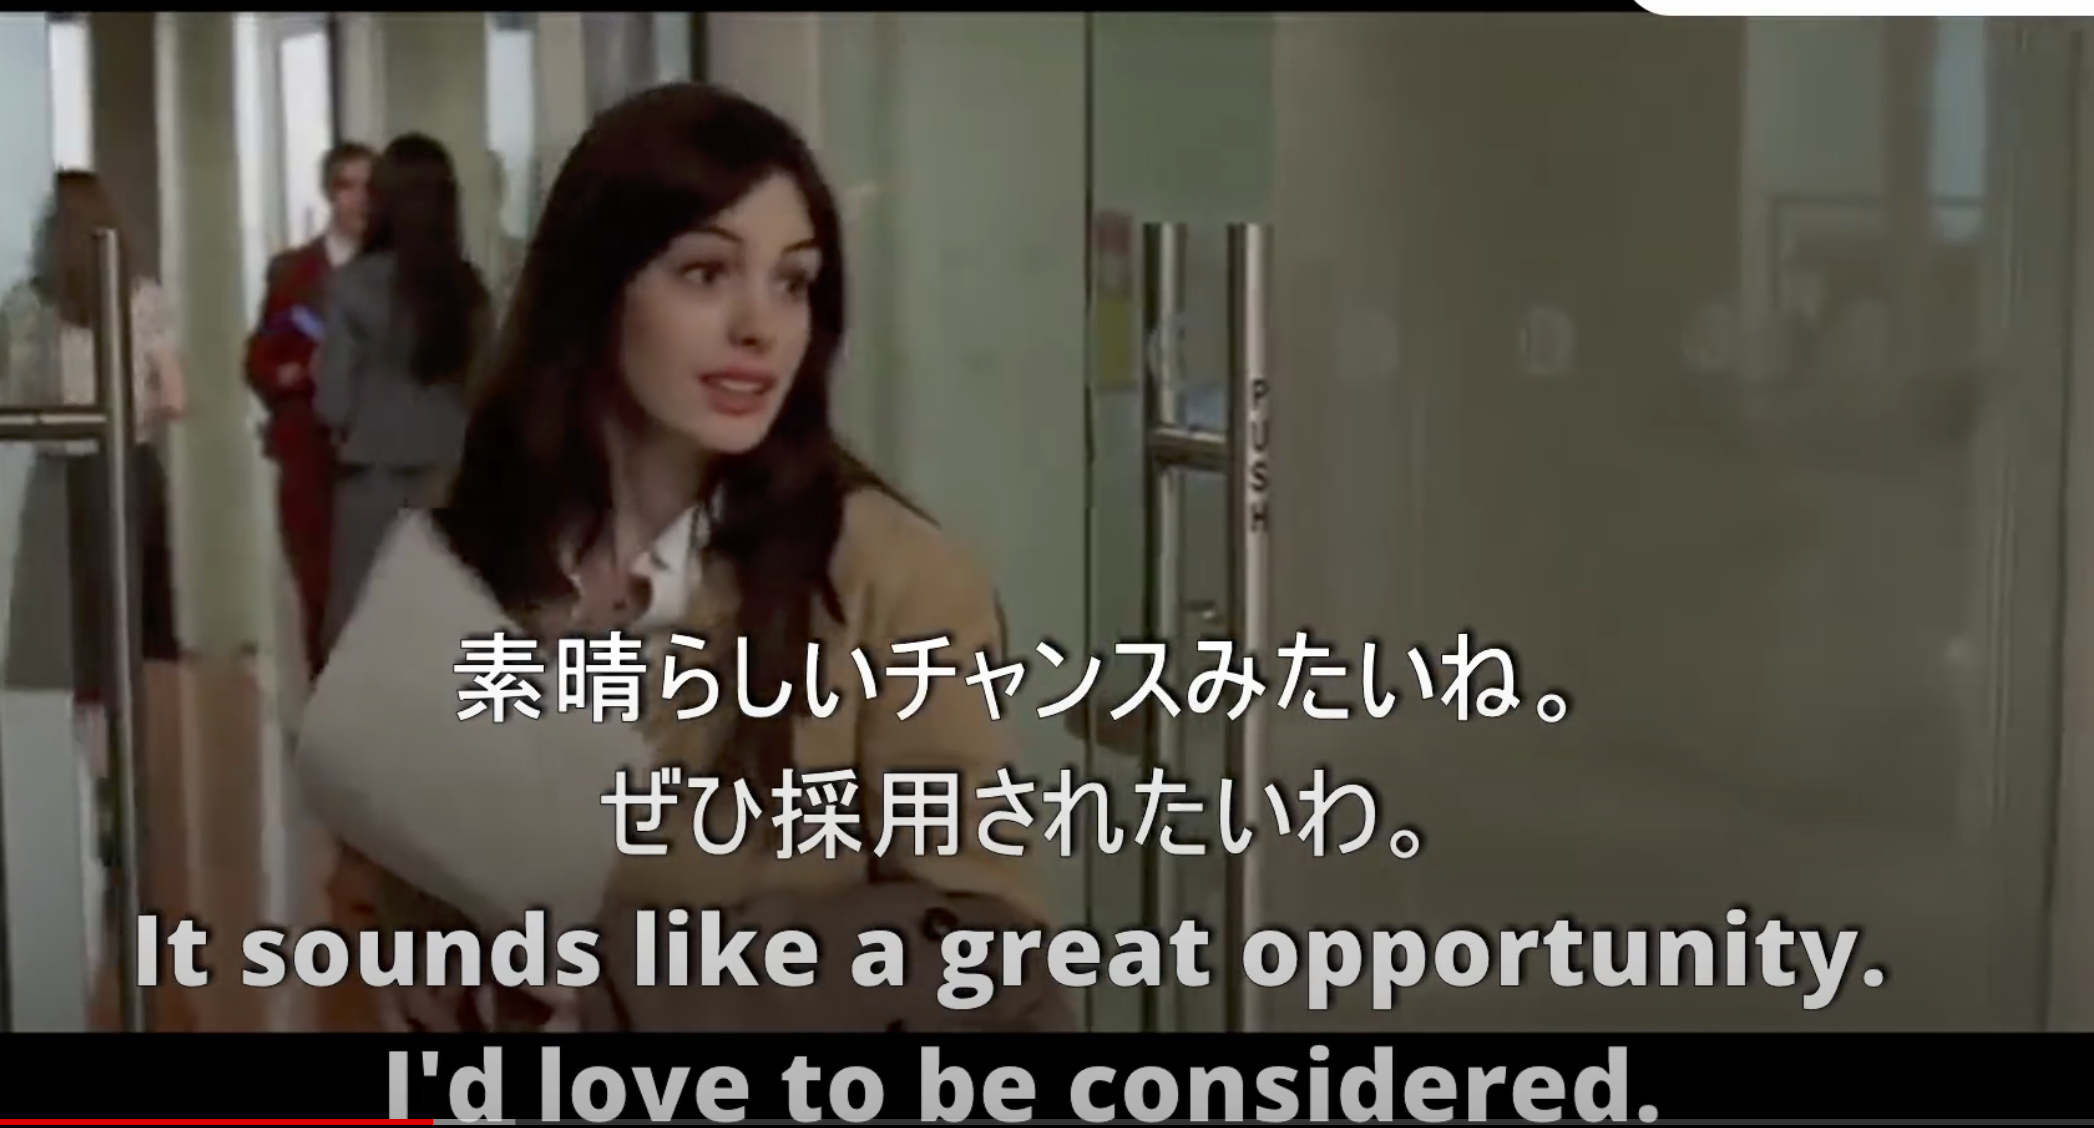 PUSH
素晴らしいチャンスみたいね。
ぜひ採用されたいわ。
It sounds like a great opportunity.
I'd love to be considered.